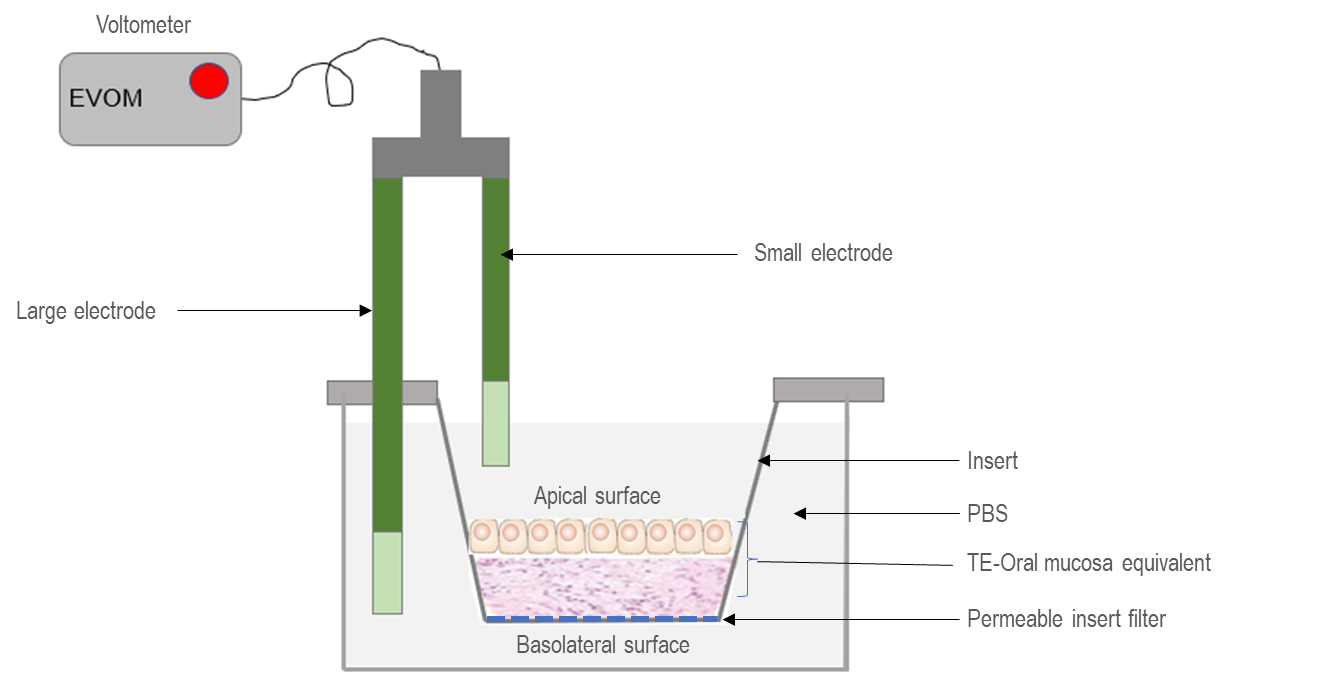 Voltometer
EVOM
Small electrode
Large electrode
Insert
Apical surface
PBS
TE-Oral mucosa equivalent
Permeable insert filter
Basolateral surface